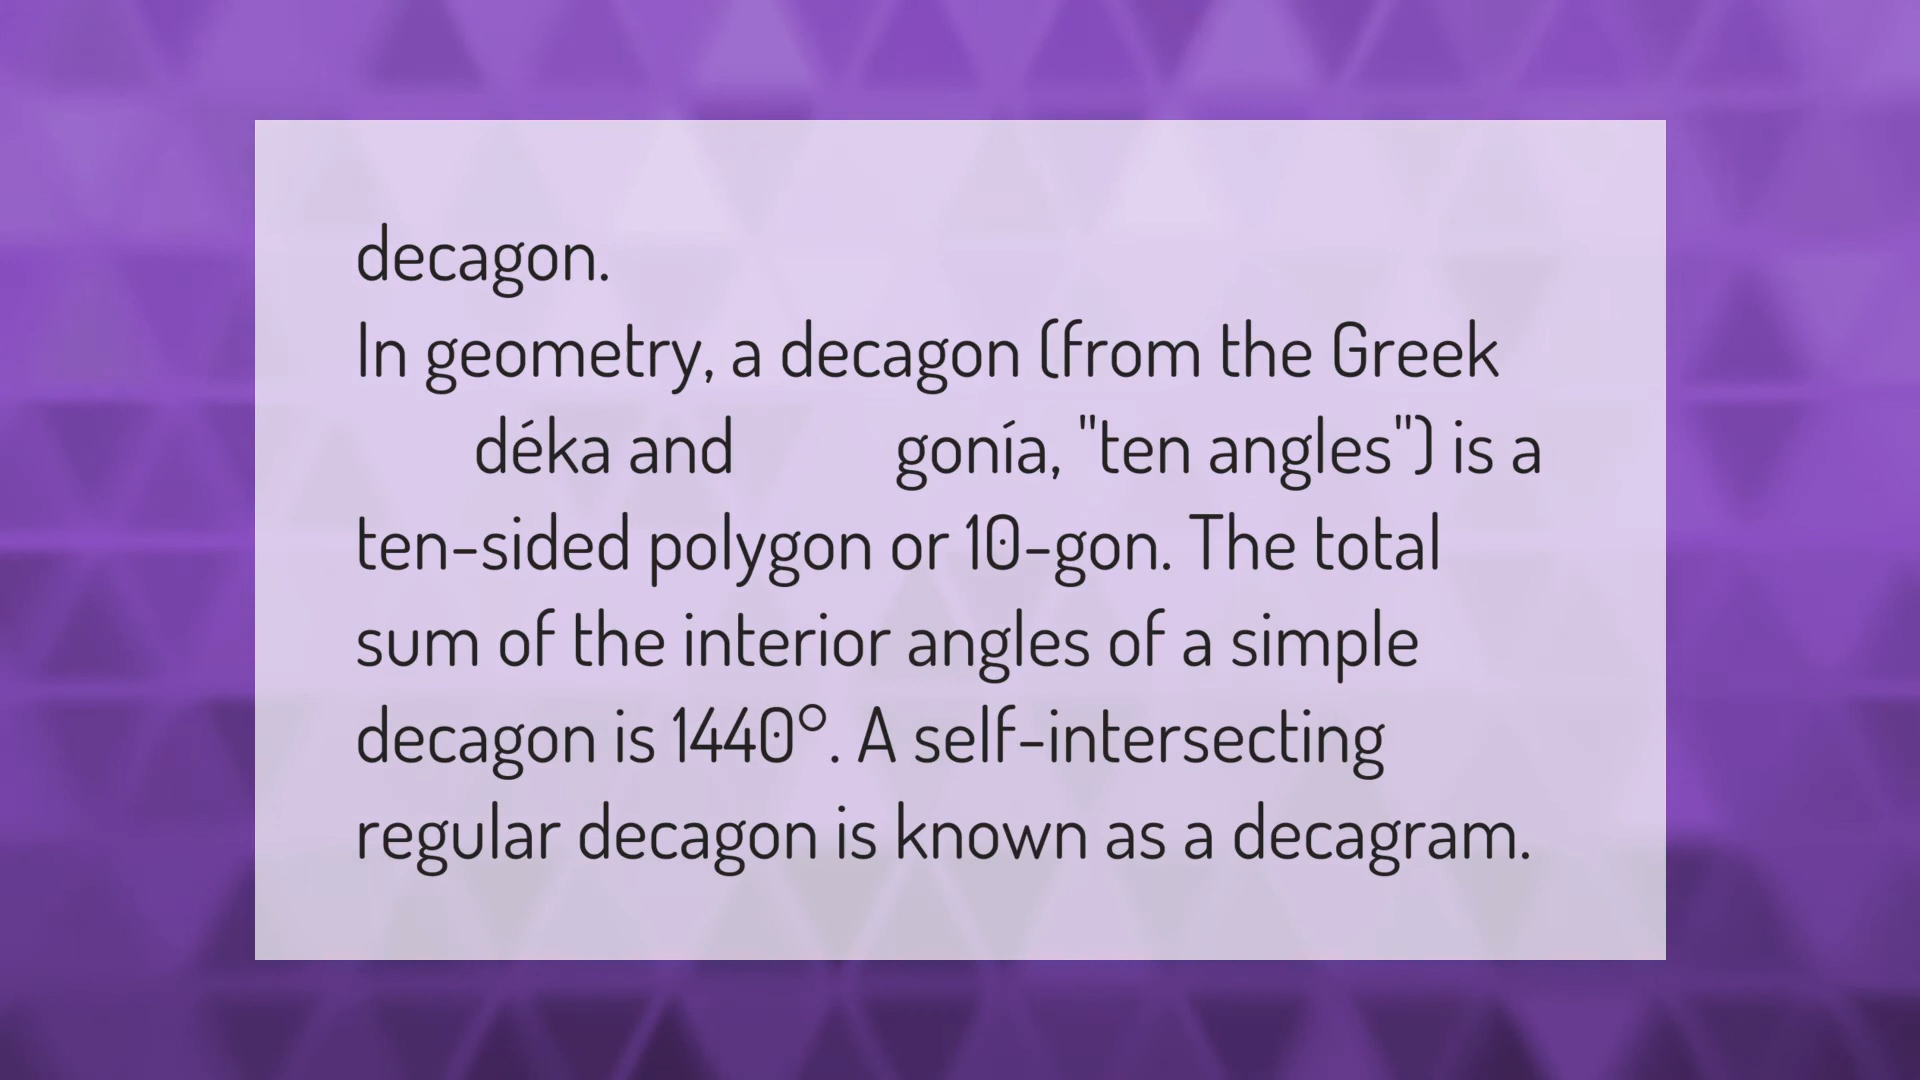 decagon.
In geometry, a decagon (from the Greek
déka and gonía, "ten angles") is a
ten-sided polygon or 10-gon. The total
sum of the interior angles of a simple
decagon is 1440°. A self-intersecting
regular decagon is known as a decagram.